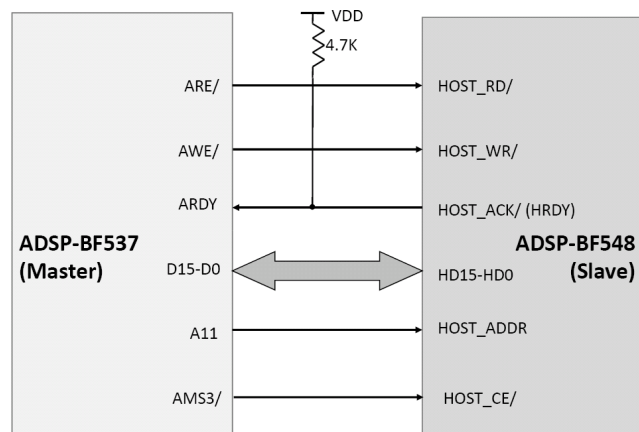 VDD
4.7K
ARE/
HOST_RD/
AWE/
HOST_WR/
ARDY
HOST_ACK/ (HRDY)
ADSP-BF537
(Master)
D15-D0
HD15-HD0
ADSP-BF548
(Slave)
A11
HOST_ADDR
AMS3/
HOST_CE/